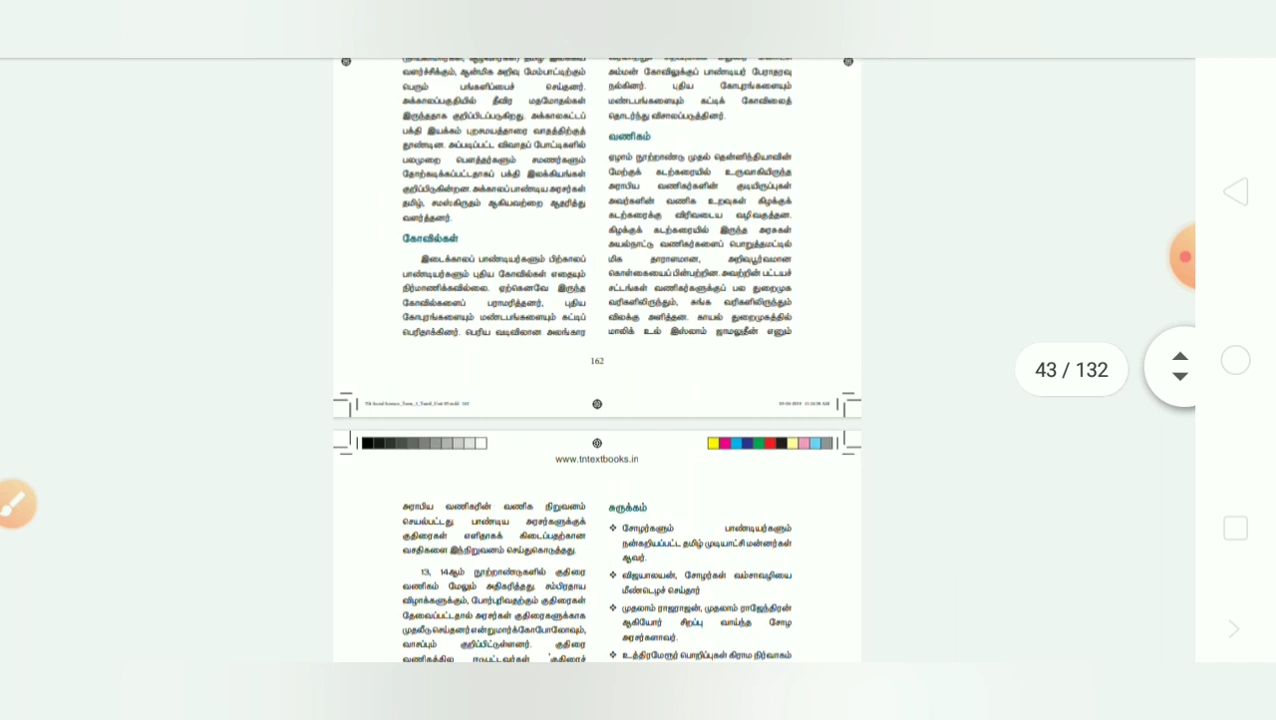 வளர்ச்சிக்கும், ஆன்மிக அறிவு மேம்பாட்டிற்கும்
பெரும் பங்களிப்பைச் செய்தனர்.
அக்காலப்பகுதியில் தீவிர மதமோதல்கள்
இருந்ததாக குறிப்பிடப்படுகிறது. அக்காலகட்டப்
பக்தி இயக்கம் புறசமயத்தாரை வாதத்திற்குத்
தூண்டின. அப்படிப்பட்ட விவாதப் போட்டிகளில்
பலமுறை பௌத்தர்களும் சமணர்களும்
தோற்கடிக்கப்பட்டதாகப் பக்தி இலக்கியங்கள்
குறிப்பிடுகின்றன. அக்காலப் பாண்டிய அரசர்கள்
தமிழ், சமஸ்கிருதம் ஆகியவற்றை ஆதரித்து
வளர்த்தனர்.
கோவில்கள்
இடைக்காலப் பாண்டியர்களும் பிற்காலப்
பாண்டியர்களும் புதிய கோவில்கள் எதையும்
நிர்மாணிக்கவில்லை. ஏற்கெனவே இருந்த
கோவில்களைப் பராமரித்தனர், புதிய
கோபுரங்களையும் மண்டபங்களையும் கட்டிப்
பெரிதாக்கினர். பெரிய வடிவிலான அலங்கார
அம்மன் கோவிலுக்குப் பாண்டியர் பேராதரவு
நல்கினர். புதிய கோபுரங்களையும்
மண்டபங்களையும் கட்டிக் கோவிலைத்
தொடர்ந்து விசாலப்படுத்தினர்.
வணிகம்
ஏழாம் நூற்றாண்டு முதல் தென்னிந்தியாவின்
மேற்குக் கடற்கரையில் உருவாகியிருந்த
அராபிய வணிகர்களின் குடியிருப்புகள்
அவர்களின் வணிக உறவுகள் கிழக்குக்
கடற்கரைக்கு விரிவடைய வழிவகுத்தன.
கிழக்குக் கடற்கரையில் இருந்த அரசுகள்
அயல்நாட்டு வணிகர்களைப் பொறுத்தமட்டில்
மிக தாராளமான, அறிவுபூர்வமான
கொள்கையைப் பின்பற்றின. அவற்றின் பட்டயச்
சட்டங்கள் வணிகர்களுக்குப் பல துறைமுக
வரிகளிலிருந்தும், சுங்க வரிகளிலிருந்தும்
விலக்கு அளித்தன. காயல் துறைமுகத்தில்
மாலிக் உல் இஸ்லாம் ஜாமலுதீன் எனும்
162
43 / 132
www.tntextbooks.in
அராபிய வணிகரின் வணிக நிறுவனம்
செயல்பட்டது. பாண்டிய அரசர்களுக்குக்
குதிரைகள் எளிதாகக் கிடைப்பதற்கான
வசதிகளை இந்நிறுவனம் செய்துகொடுத்தது.
13, 14ஆம் நூற்றாண்டுகளில் குதிரை
வணிகம் மேலும் அதிகரித்தது. சம்பிரதாய
விழாக்களுக்கும், போர்புரிவதற்கும் குதிரைகள்
தேவைப்பட்டதால் அரசர்கள் குதிரைகளுக்காக
முதலீடு செய்தனர் என்று மார்க்கோபோலோவும்,
வாசப்பும் குறிப்பிட்டுள்ளனர். குதிரை
வணிகத்தில் ஈடுபட்டவர்கள் 'குதிரைச்
சுருக்கம்
❖ சோழர்களும் பாண்டியர்களும்
நன்கறியப்பட்ட தமிழ் முடியாட்சி மன்னர்கள்
ஆவர்.
❖ விஜயாலயன், சோழர்கள் வம்சாவழியை
மீண்டெழச் செய்தார்
❖ முதலாம் ராஜராஜன், முதலாம் ராஜேந்திரன்
ஆகியோர் சிறப்பு வாய்ந்த சோழ
அரசர்களாவர்.
❖ உத்திரமேரூர் பொறிப்புகள் கிராம நிர்வாகம்